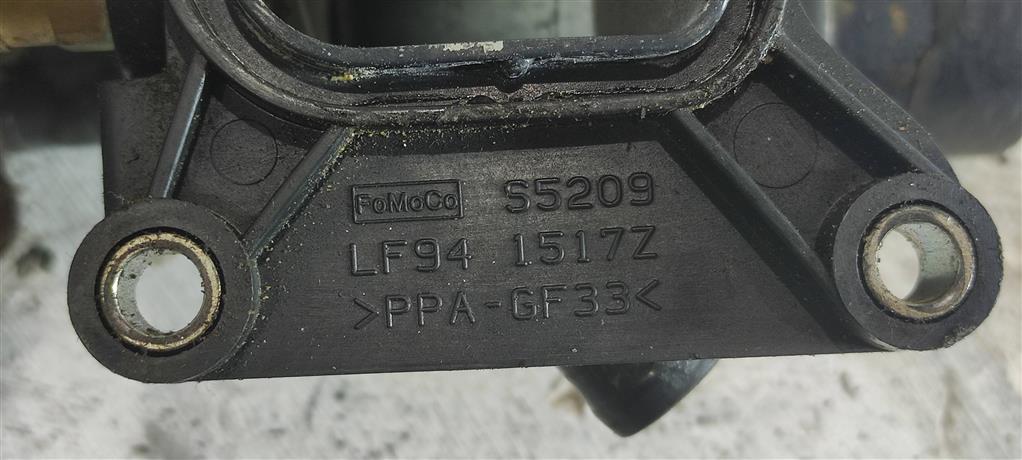 FoMoCo S5209
LF94 1517Z
>PPA-GF33<